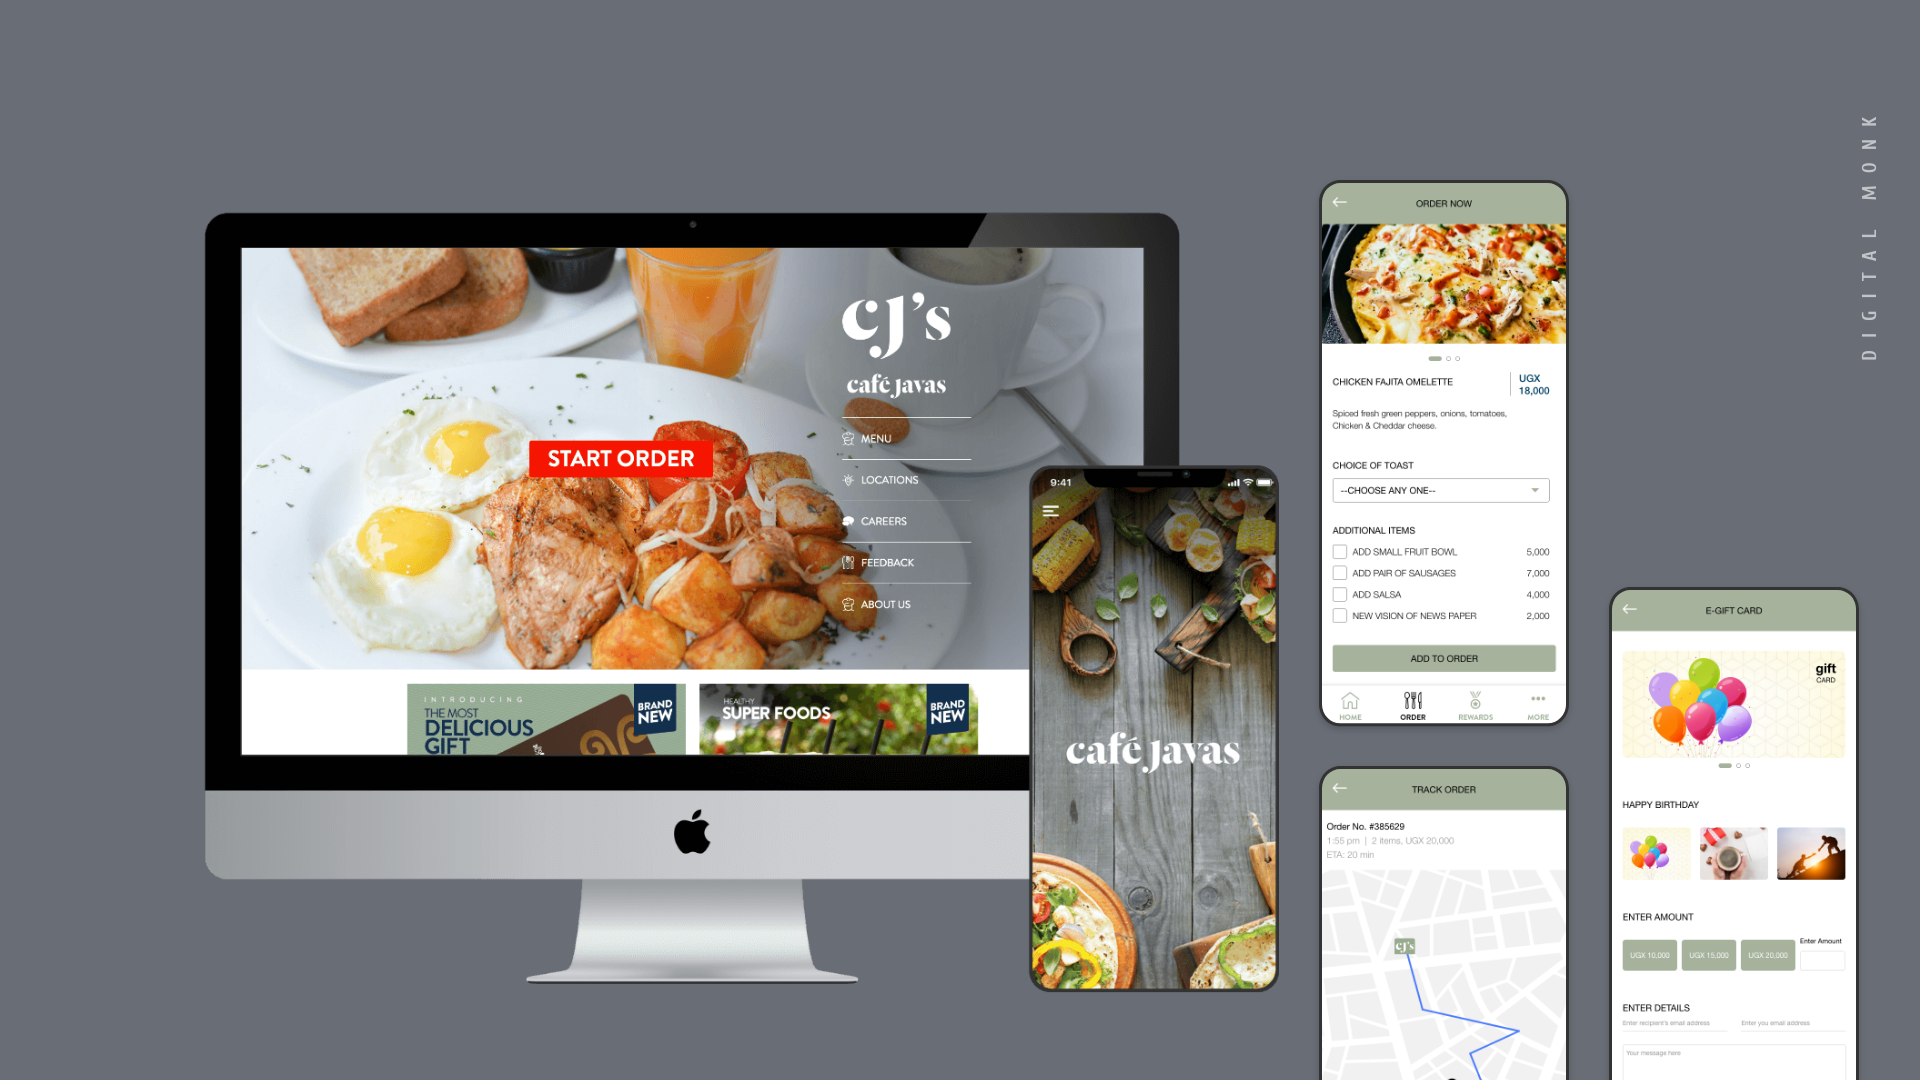 DIGITAL MONK
CJ's
café Javas
MENU
LOCATIONS
CAREERS
FEEDBACK
ABOUT US
START ORDER
INTRODUCING
THE MOST
DELICIOUS
GIFT
BRAND
NEW
HEALTHY
SUPER FOODS
BRAND
NEW
9:41
café Javas
ORDER NOW
CHICKEN FAJITA OMELETTE
UGX
18,000
Spiced fresh green peppers, onions, tomatoes,
Chicken & Cheddar cheese.
CHOICE OF TOAST
--CHOOSE ANY ONE--
ADDITIONAL ITEMS
ADD SMALL FRUIT BOWL 5,000
ADD PAIR OF SAUSAGES 7,000
ADD SALSA 4,000
NEW VISION OF NEWS PAPER 2,000
ADD TO ORDER
HOME ORDER REWARDS MORE
TRACK ORDER
Order No. #385629
1:55 pm | 2 Items, UGX 20,000
ETA: 20 min
CJ's
E-GIFT CARD
gift
CARD
HAPPY BIRTHDAY
ENTER AMOUNT
Enter Amount
UGX 10,000 UGX 15,000 UGX 20,000
ENTER DETAILS
Enter recipient's email address Enter you email address
Your message here